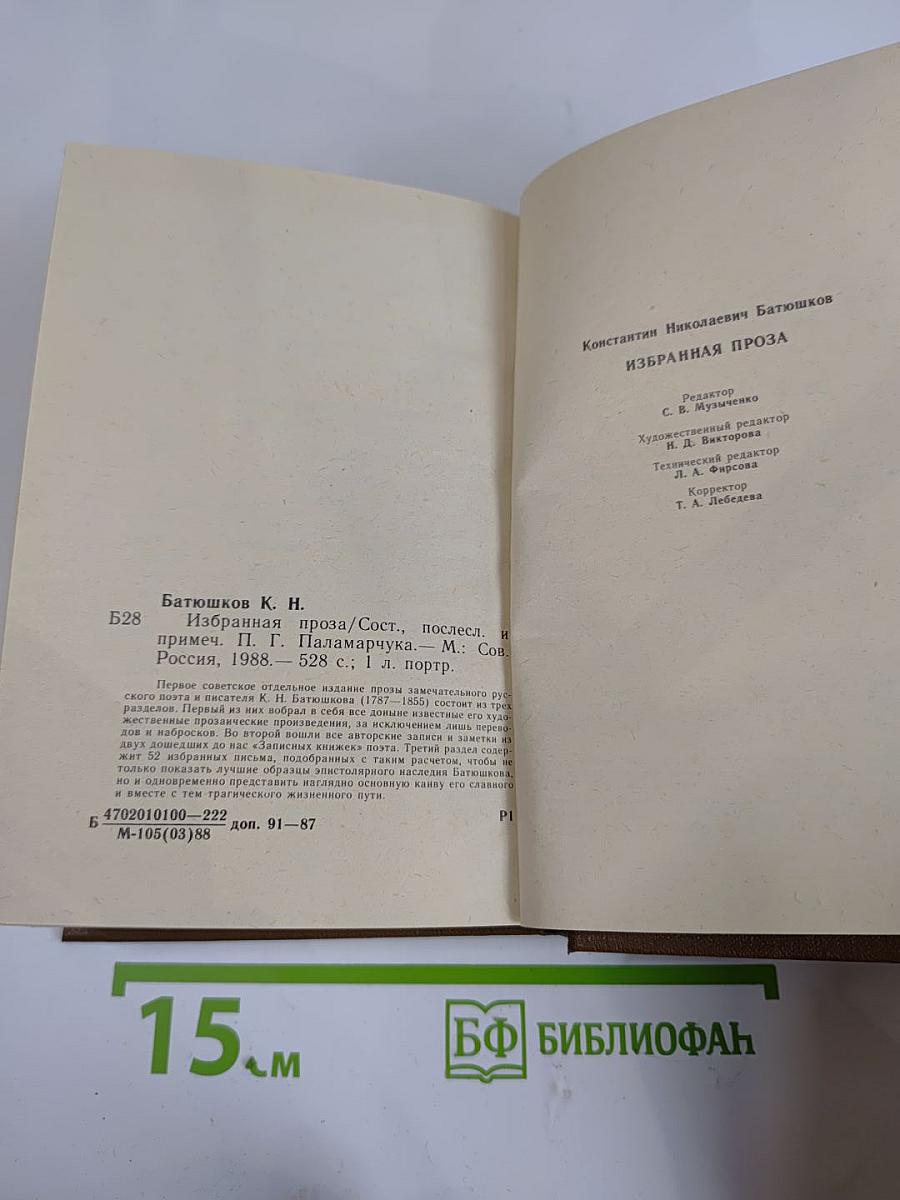 Батюшков К. Н.
Б28 Избранная проза/Сост., послесл. и
примеч. П. Г. Паламарчука.— М.: Сов.
Россия, 1988.— 528 с.; 1 л. портр.
Первое советское отдельное издание прозы замечательного рус-
ского поэта и писателя К. Н. Батюшкова (1787—1855) состоит из трех
разделов. Первый из них вобрал в себя все доныне известные его худо-
жественные прозаические произведения, за исключением лишь перево-
дов и набросков. Во второй вошли все авторские записи и заметки из
двух дошедших до нас «Записных книжек» поэта. Третий раздел содер-
жит 52 избранных письма, подобранных с таким расчетом, чтобы не
только показать лучшие образцы эпистолярного наследия Батюшкова,
но и одновременно представить наглядно основную канву его славного
и вместе с тем трагического жизненного пути.
Б 4702010100—222
М-105(03)88 доп. 91—87 Р1
Константин Николаевич Батюшков
ИЗБРАННАЯ ПРОЗА
Редактор
С. В. Музыченко
Художественный редактор
Н. Д. Викторова
Технический редактор
Л. А. Фирсова
Корректор
Т. А. Лебедева
15 см
БФ БИБЛИОФАН